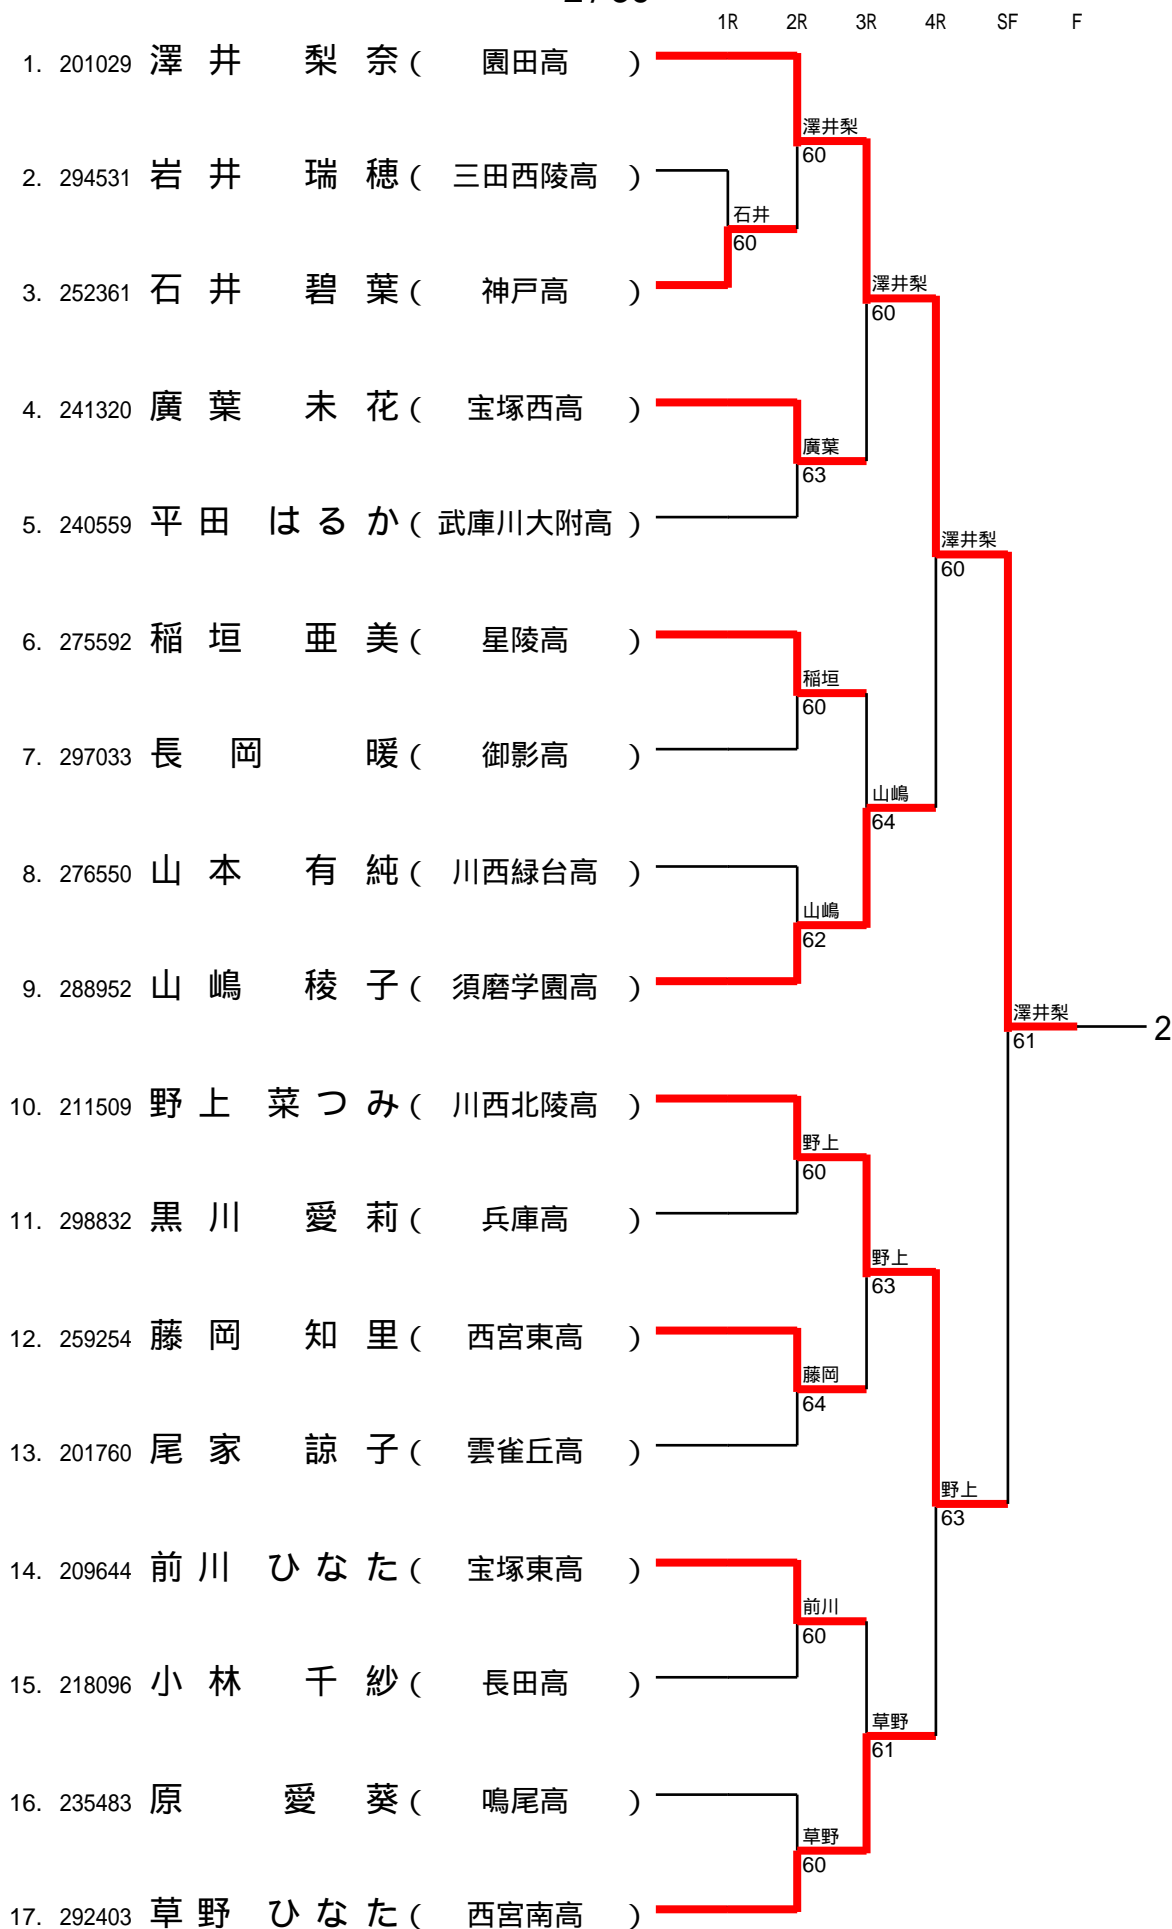 1R 2R 3R 4R SF F
1. 201029 澤井 梨奈 ( 園田高 )
澤井梨
60
2. 294531 岩井 瑞穂 ( 三田西陵高 )
石井
60
3. 252361 石井 碧葉 ( 神戸高 )
澤井梨
60
4. 241320 廣葉 未花 ( 宝塚西高 )
廣葉
63
5. 240559 平田 はるか ( 武庫川大附高 )
澤井梨
60
6. 275592 稲垣 亜美 ( 星陵高 )
稲垣
60
7. 297033 長岡 暖 ( 御影高 )
山嶋
64
8. 276550 山本 有純 ( 川西緑台高 )
山嶋
62
9. 288952 山嶋 稜子 ( 須磨学園高 )
澤井梨
61
2
10. 211509 野上 菜つみ ( 川西北陵高 )
野上
60
11. 298832 黒川 愛莉 ( 兵庫高 )
野上
63
12. 259254 藤岡 知里 ( 西宮東高 )
藤岡
64
13. 201760 尾家 諒子 ( 雲雀丘高 )
野上
63
14. 209644 前川 ひなた ( 宝塚東高 )
前川
60
15. 218096 小林 千紗 ( 長田高 )
草野
61
16. 235483 原 愛葵 ( 鳴尾高 )
草野
60
17. 292403 草野 ひなた ( 西宮南高 )